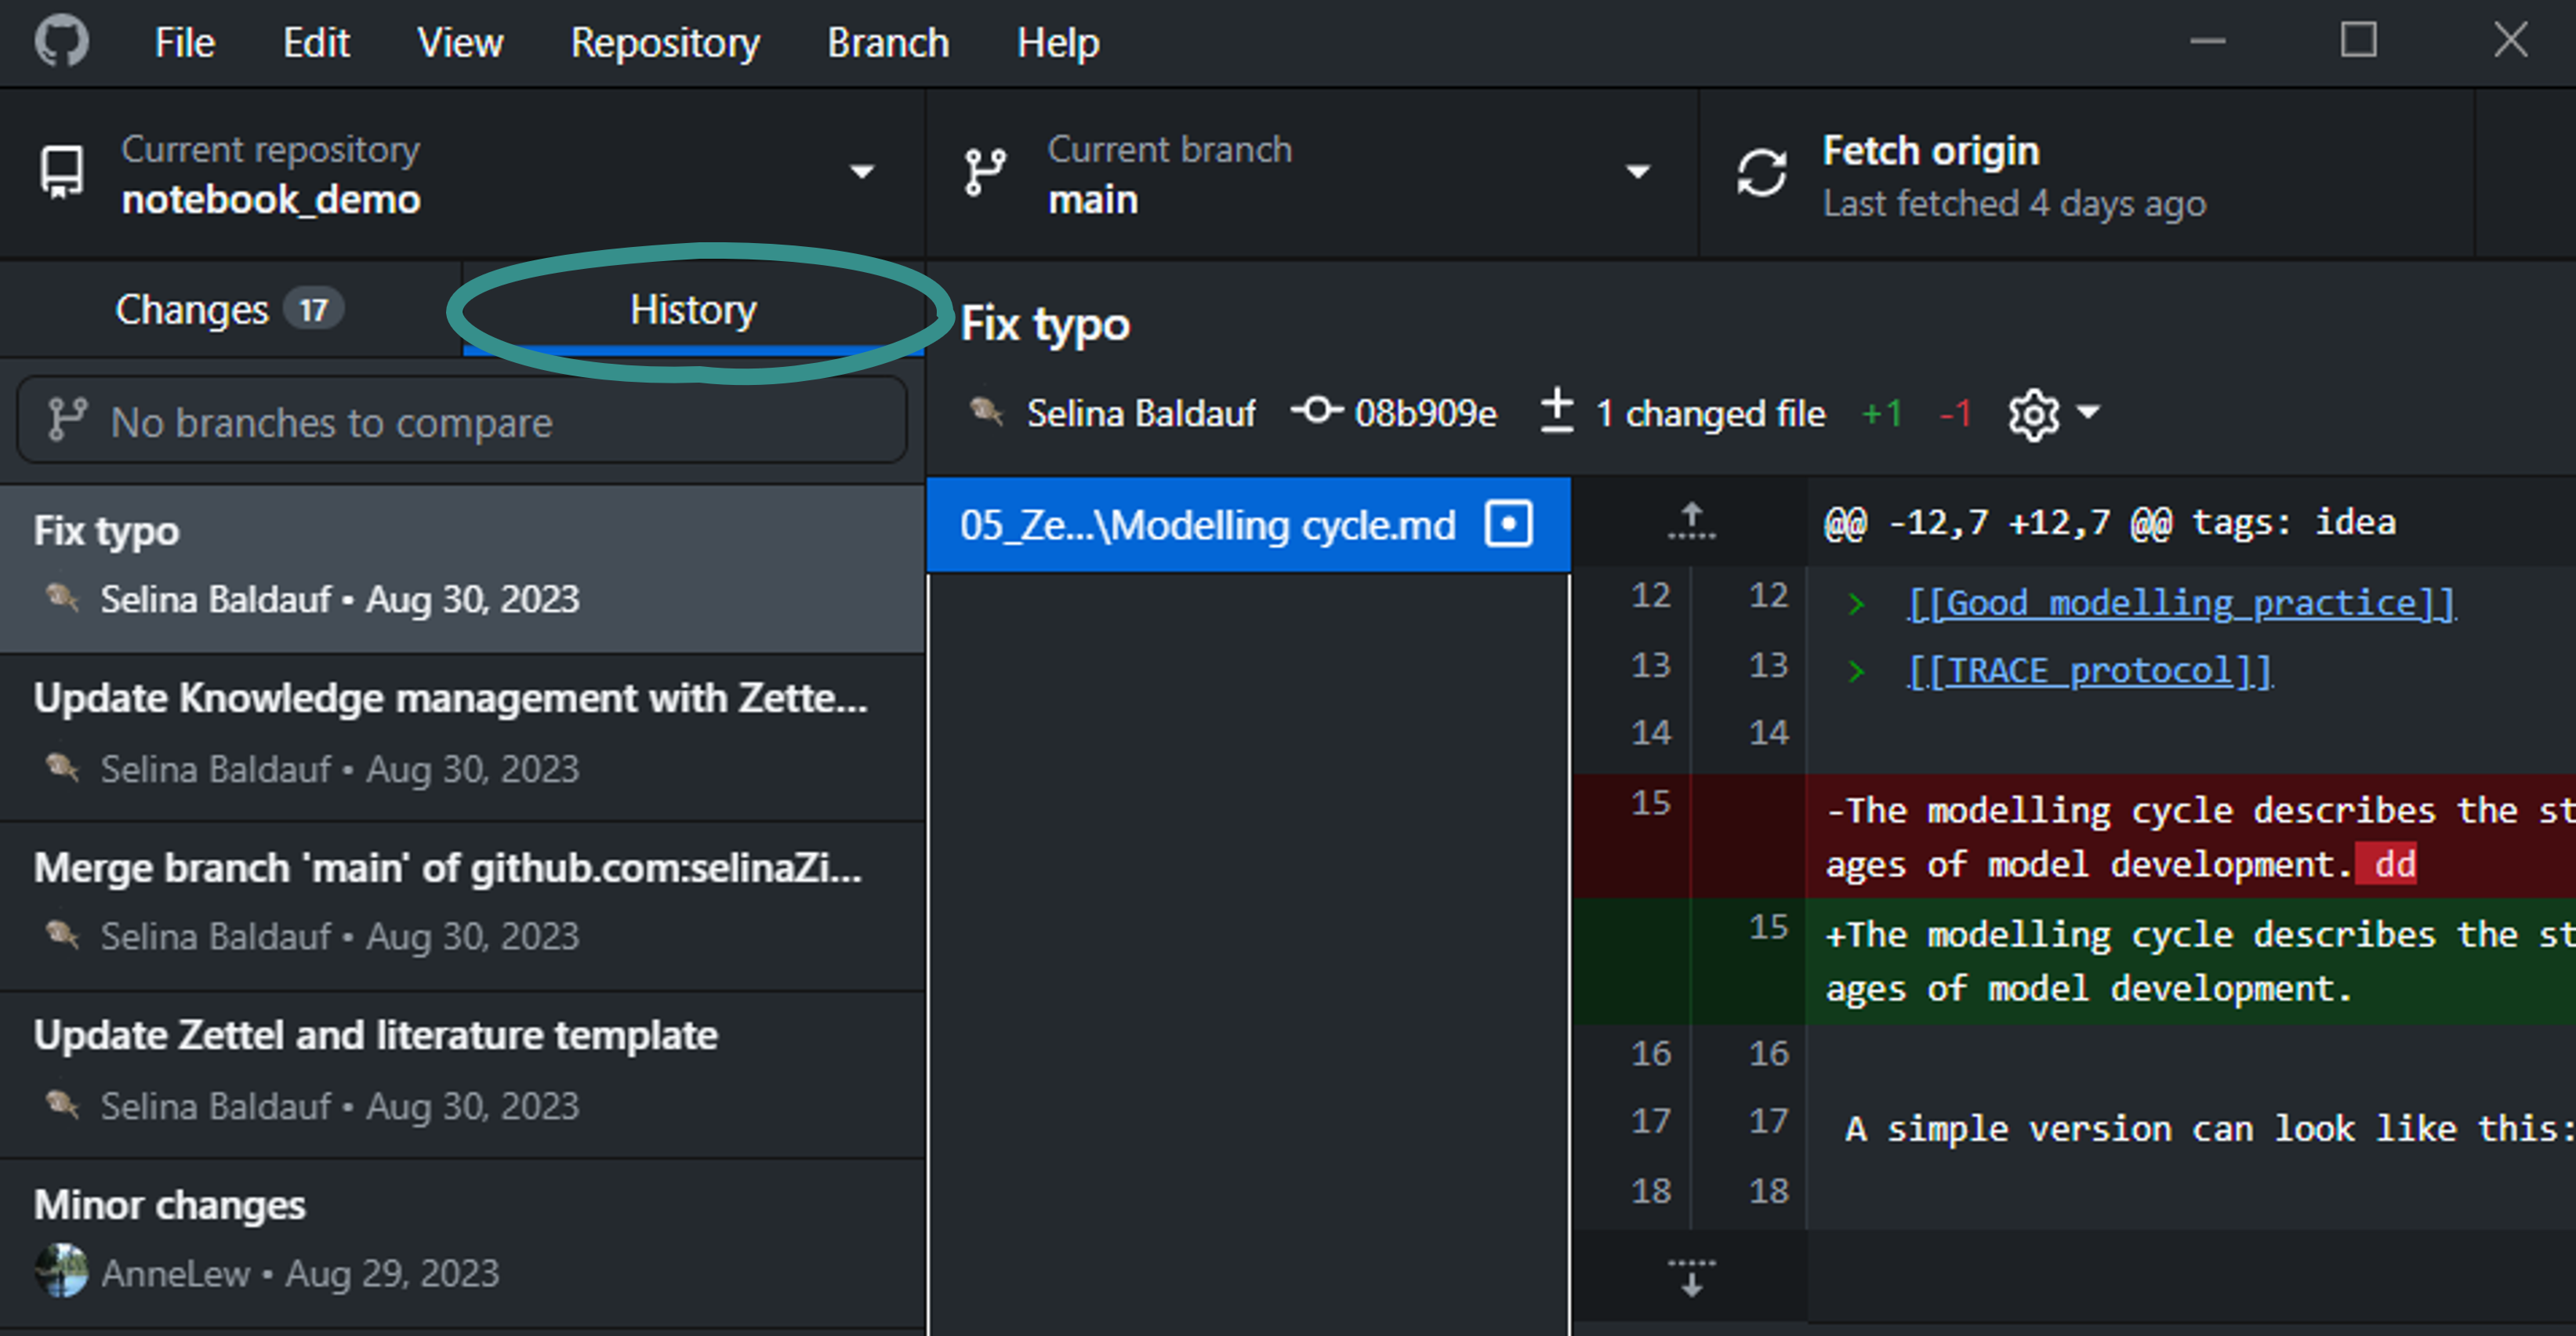 File Edit View Repository Branch Help
Current repository
notebook_demo
Current branch
main
Fetch origin
Last fetched 4 days ago
Changes 17
History
No branches to compare
Fix typo
Selina Baldauf • Aug 30, 2023
Update Knowledge management with Zette...
Selina Baldauf • Aug 30, 2023
Merge branch 'main' of github.com:selinaZi...
Selina Baldauf • Aug 30, 2023
Update Zettel and literature template
Selina Baldauf • Aug 30, 2023
Minor changes
AnneLew • Aug 29, 2023
Fix typo
Selina Baldauf 08b909e 1 changed file +1 -1
05_Ze...\Modelling cycle.md
@@ -12,7 +12,7 @@ tags: idea
12 12 > [[Good modelling practice]]
13 13 > [[TRACE protocol]]
14 14
15 -The modelling cycle describes the st
ages of model development. dd
15 +The modelling cycle describes the st
ages of model development.
16 16
17 17 A simple version can look like this:
18 18